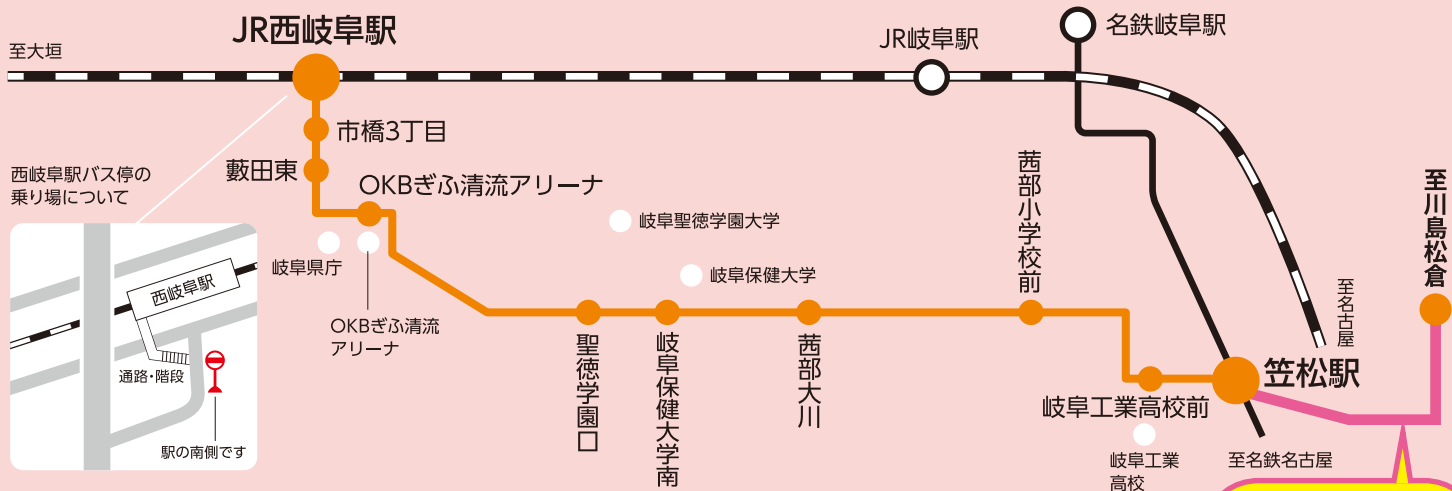 JR西岐阜駅
至大垣
JR岐阜駅
名鉄岐阜駅
市橋3丁目
藪田東
OKBぎふ清流アリーナ
西岐阜駅バス停の
乗り場について
岐阜県庁
OKBぎふ清流
アリーナ
岐阜聖徳学園大学
岐阜保健大学
聖徳学園口
岐阜保健大学南
茜部大川
茜部小学校前
岐阜工業高校前
岐阜工業
高校
笠松駅
至名古屋
至名鉄名古屋
至川島松倉
西岐阜駅
通路・階段
駅の南側です